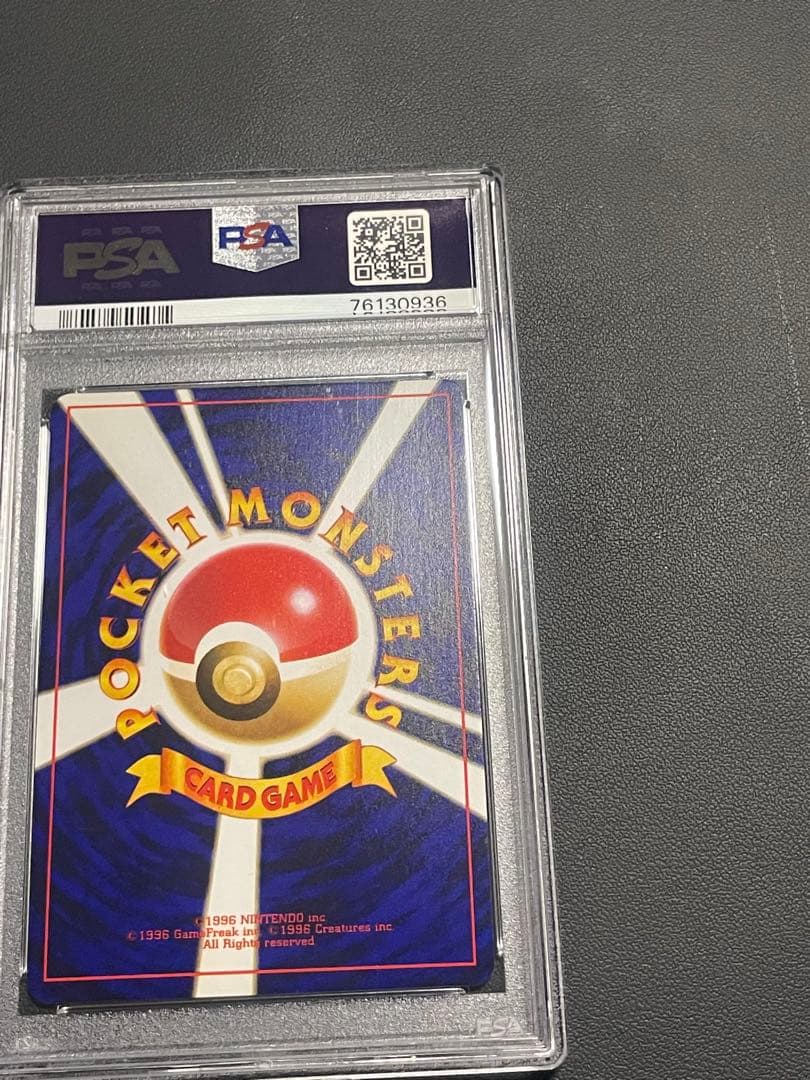 PSA
PSA
76130936
POCKET MONSTERS
CARD GAME
©1996 NINTENDO inc
©1996 GameFreak inc. ©1996 Creatures inc.
All Rights reserved
PSA